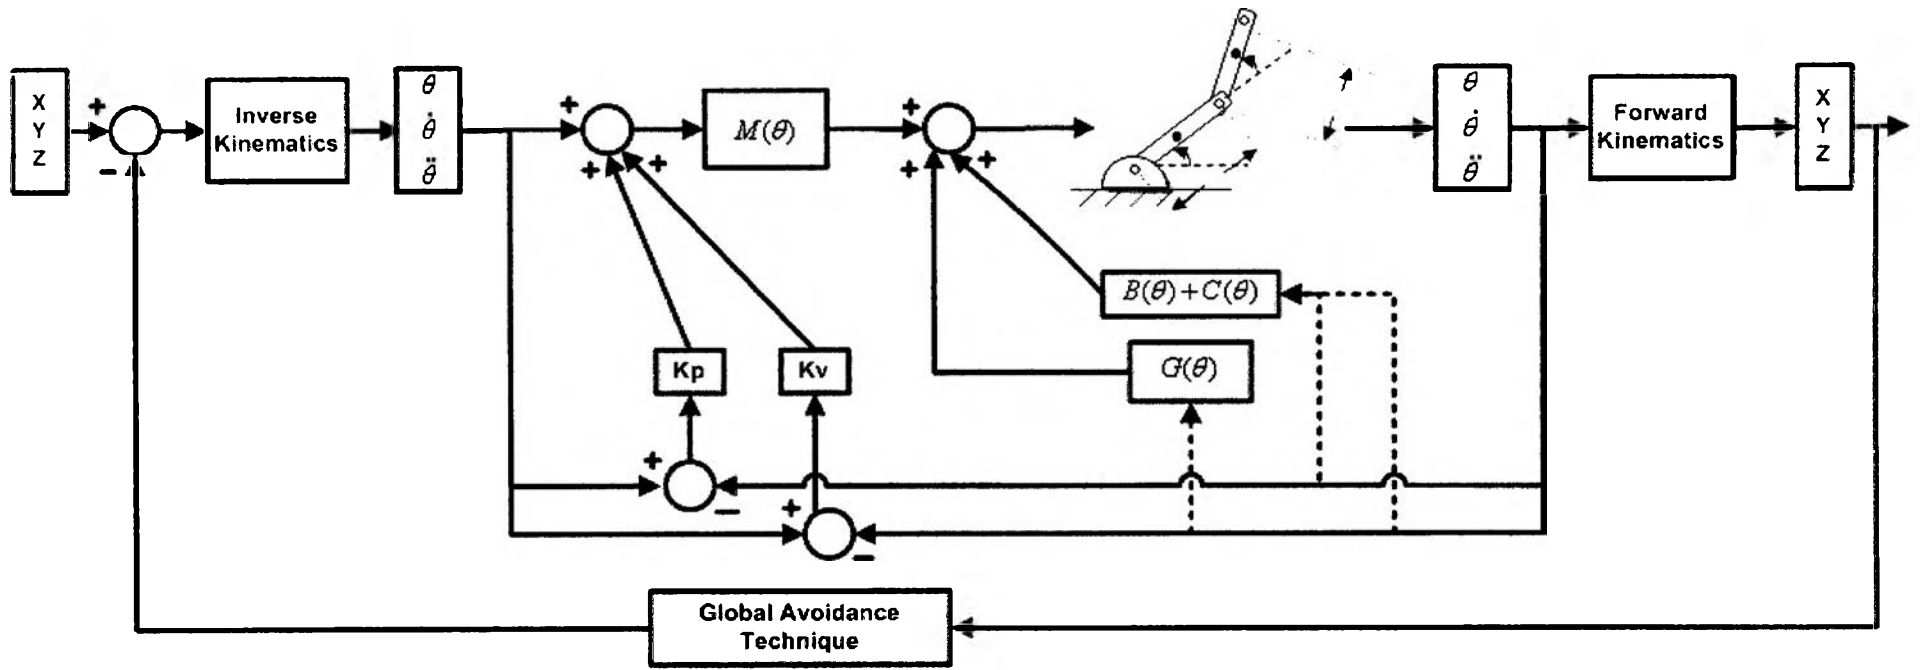 X
Y
Z
+
−
Inverse
Kinematics
θ
θ̇
θ̈
+
+
+
M(θ)
+
+
+
θ
θ̇
θ̈
Forward
Kinematics
X
Y
Z
B(θ)+C(θ)
G(θ)
Kp
Kv
+
−
+
−
Global Avoidance
Technique